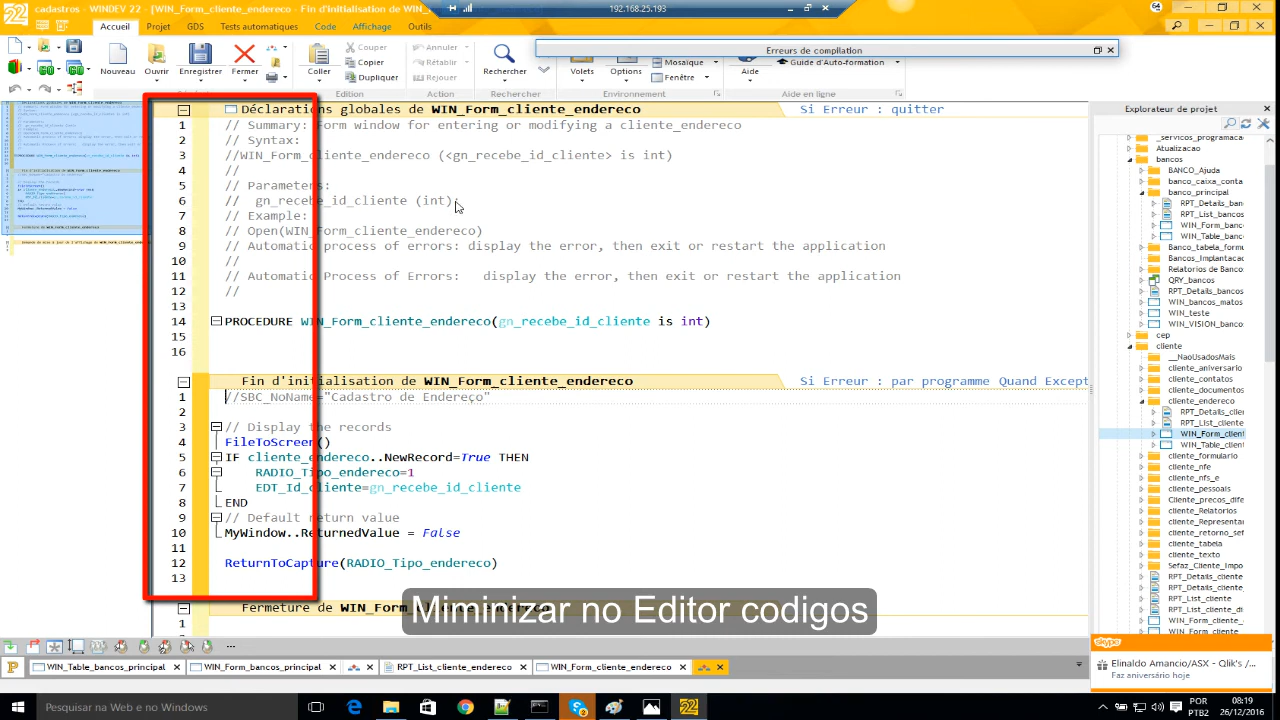 cadastros - WINDEV 22 - [WIN_Form_cliente_endereco - Fin d'initialisation de WIN_
192.168.25.193
64
Accueil Projet GDS Tests automatiques Code Affichage Outils
Erreurs de compilation
Couper
Copier
Dupliquer
Annuler
Rétablir
Rejouer
Mosaïque
Fenêtre
Guide d'Auto-formation
Nouveau Ouvrir Enregistrer Fermer Coller Rechercher Volets Options Aide
Edition Action Environnement Aide en ligne
Déclarations globales de WIN_Form_cliente_endereco Si Erreur : quitter
1 // Summary: Form window for entering or modifying a cliente_endereco
2 // Syntax:
3 //WIN_Form_cliente_endereco (<gn_recebe_id_cliente> is int)
4 //
5 // Parameters:
6 // gn_recebe_id_cliente (int)
7 // Example:
8 // Open(WIN_Form_cliente_endereco)
9 // Automatic process of errors: display the error, then exit or restart the application
10 //
11 // Automatic Process of Errors: display the error, then exit or restart the application
12 //
13
14 PROCEDURE WIN_Form_cliente_endereco(gn_recebe_id_cliente is int)
15
16
Fin d'initialisation de WIN_Form_cliente_endereco Si Erreur : par programme Quand Except
1 //SBC_NoName="Cadastro de Endereço"
2
3 // Display the records
4 FileToScreen()
5 IF cliente_endereco..NewRecord=True THEN
6 RADIO_Tipo_endereco=1
7 EDT_Id_cliente=gn_recebe_id_cliente
8 END
9 // Default return value
10 MyWindow..ReturnedValue = False
11
12 ReturnToCapture(RADIO_Tipo_endereco)
13
Fermeture de WIN_Form_cliente_endereco
1
2
Miminizar no Editor codigos
Explorateur de projet
_servicos_programaca
Atualizacao
bancos
BANCO_Ajuda
banco_caixa_conta
banco_principal
RPT_Details_banc
RPT_List_bancos
WIN_Form_bancos
WIN_Table_banc
Banco_tabela_formu
Bancos_Implantaca
Relatorios de Banco
QRY_bancos
RPT_Details_bancos
WIN_bancos_matos
WIN_teste
WIN_VISION_banco
cep
cliente
__NaoUsadosMais
cliente_aniversario
cliente_contatos
cliente_documentos
cliente_endereco
RPT_Details_clie
RPT_List_cliente
WIN_Form_client
WIN_Table_client
cliente_formulario
cliente_nfe
cliente_nfs_e
cliente_pessoais
Cliente_precos_dife
cliente_Relatorios
cliente_Representar
cliente_retorno_sef
cliente_tabela
cliente_texto
Sefaz_Cliente_Impo
RPT_Details_cliente
RPT_List_cliente
RPT_List_cliente_di
WIN_Form_cliente
WIN_Form_cliente
skype
Elinaldo Amancio/ASX - Qlik's /...
Faz aniversário hoje
WIN_Table_bancos_principal WIN_Form_bancos_principal RPT_List_cliente_endereco WIN_Form_cliente_endereco
Pesquisar na Web e no Windows
POR
PTB2
08:19
26/12/2016